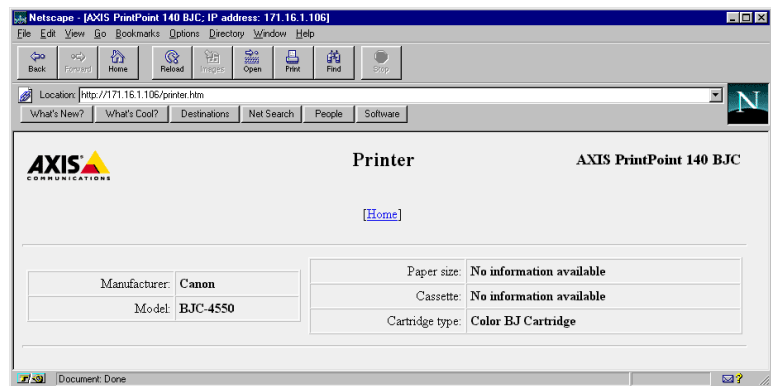 Netscape - [AXIS PrintPoint 140 BJC; IP address: 171.16.1.106]
File Edit View Go Bookmarks Options Directory Window Help
Back Forward Home Reload Images Open Print Find Stop
Location: http://171.16.1.106/printer.htm
What's New? What's Cool? Destinations Net Search People Software
N
AXIS
COMMUNICATIONS
Printer
AXIS PrintPoint 140 BJC
[Home]
Manufacturer: Canon
Model: BJC-4550
Paper size: No information available
Cassette: No information available
Cartridge type: Color BJ Cartridge
Document: Done